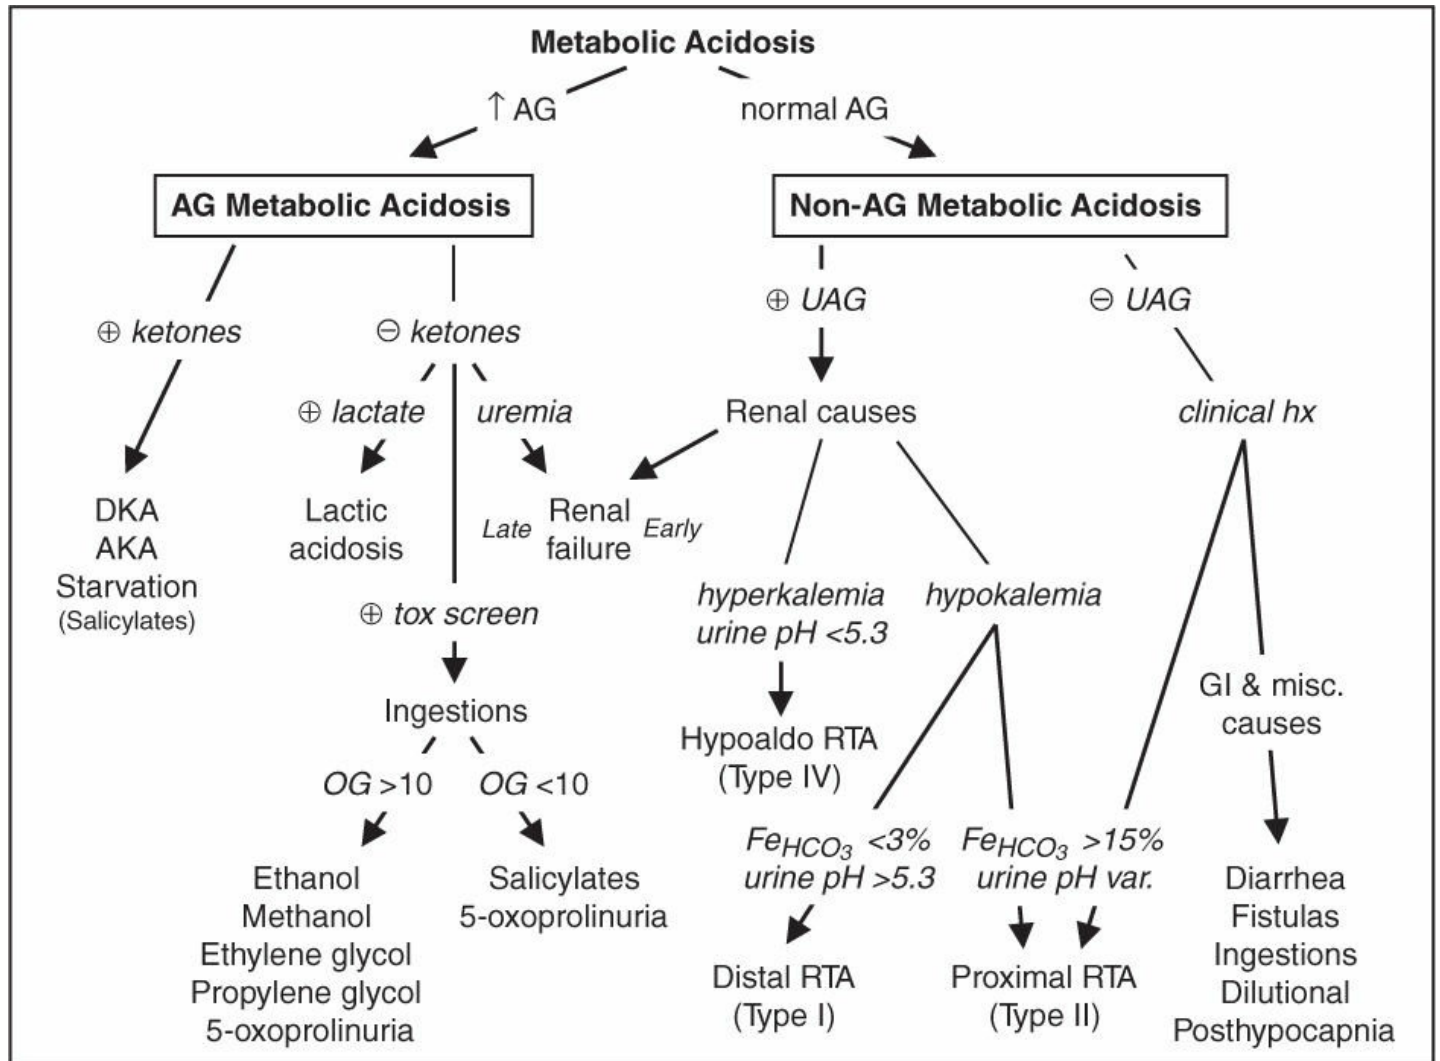 Metabolic Acidosis
↑ AG
normal AG
AG Metabolic Acidosis
Non-AG Metabolic Acidosis
⊕ UAG
⊖ UAG
⊕ ketones
⊖ ketones
⊕ lactate
uremia
Renal causes
clinical hx
DKA
AKA
Starvation
(Salicylates)
Lactic
acidosis
Late
Renal
failure
Early
hyperkalemia
urine pH <5.3
hypokalemia
⊕ tox screen
GI & misc.
causes
Ingestions
Hypoaldo RTA
(Type IV)
OG >10
OG <10
FeHCO3 <3%
urine pH >5.3
FeHCO3 >15%
urine pH var.
Ethanol
Methanol
Ethylene glycol
Propylene glycol
5-oxoprolinuria
Salicylates
5-oxoprolinuria
Distal RTA
(Type I)
Proximal RTA
(Type II)
Diarrhea
Fistulas
Ingestions
Dilutional
Posthypocapnia